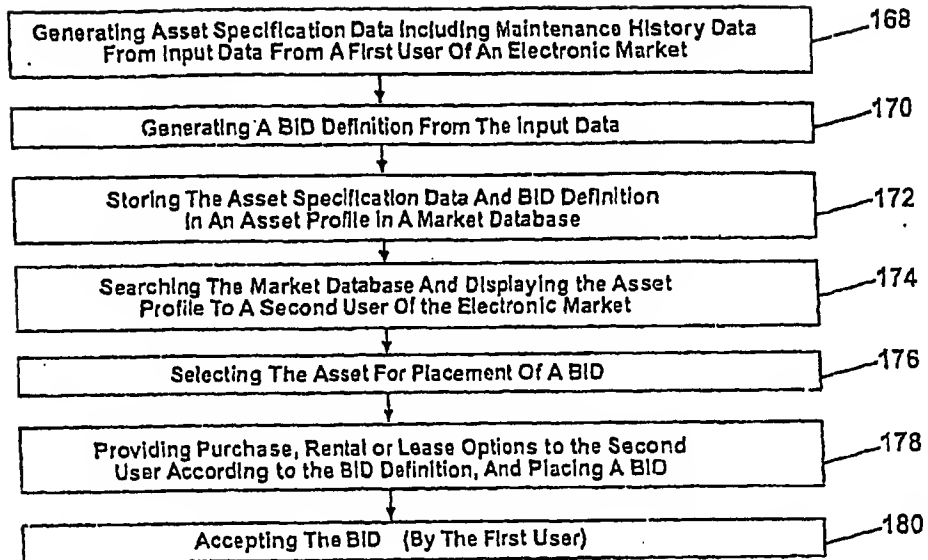 Generating Asset Specification Data Including Maintenance History Data
From Input Data From A First User Of An Electronic Market
168
Generating A BID Definition From The Input Data
170
Storing The Asset Specification Data And BID Definition
In An Asset Profile in A Market Database
172
Searching The Market Database And Displaying the Asset
Profile To A Second User Of the Electronic Market
174
Selecting The Asset For Placement Of A BID
176
Providing Purchase, Rental or Lease Options to the Second
User According to the BID Definition, And Placing A BID
178
Accepting The BID (By The First User)
180